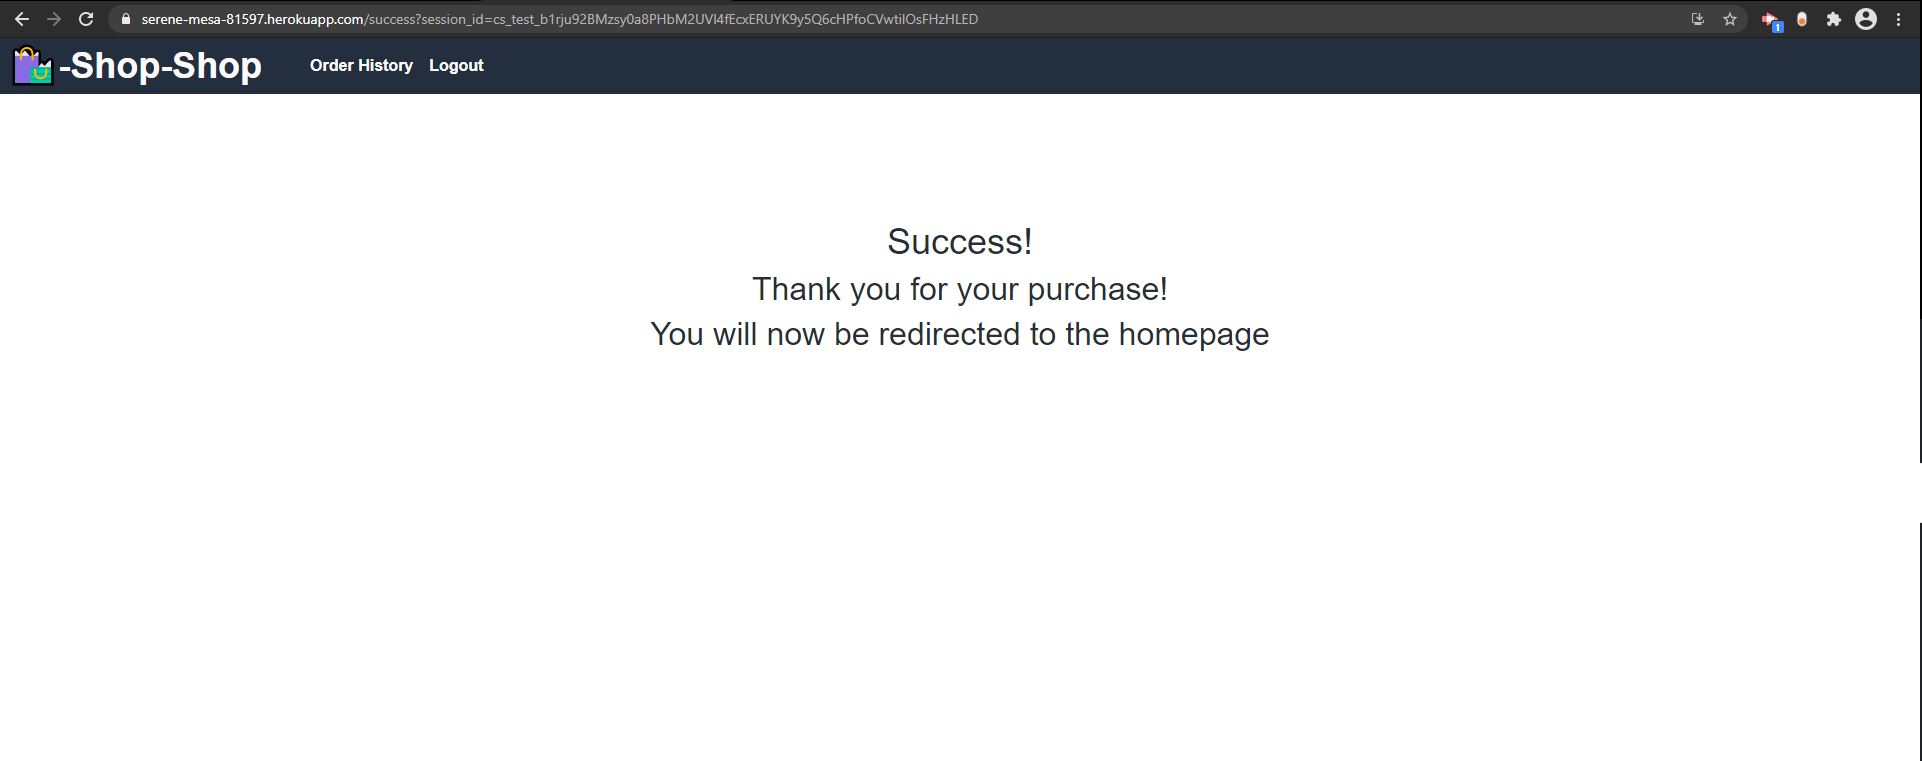 serene-mesa-81597.herokuapp.com/success?session_id=cs_test_b1rju92BMzsy0a8PHbM2UVl4fEcxERUYK9y5Q6cHPfoCVwtilOsFHzHLED
1
-Shop-Shop Order History Logout
Success!
Thank you for your purchase!
You will now be redirected to the homepage